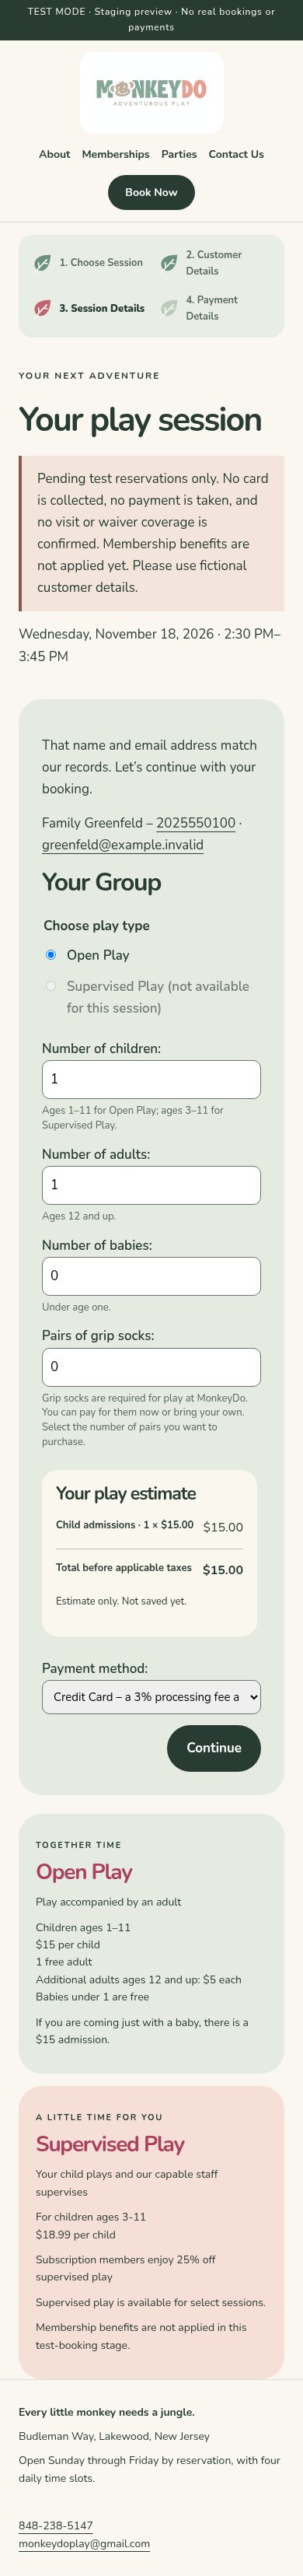 TEST MODE · Staging preview · No real bookings or
payments
MONKEYDO
ADVENTUROUS PLAY
About Memberships Parties Contact Us
Book Now
1. Choose Session
2. Customer
Details
3. Session Details
4. Payment
Details
YOUR NEXT ADVENTURE
Your play session
Pending test reservations only. No card
is collected, no payment is taken, and
no visit or waiver coverage is
confirmed. Membership benefits are
not applied yet. Please use fictional
customer details.
Wednesday, November 18, 2026 · 2:30 PM–
3:45 PM
That name and email address match
our records. Let’s continue with your
booking.
Family Greenfeld – 2025550100 ·
greenfeld@example.invalid
Your Group
Choose play type
Open Play
Supervised Play (not available
for this session)
Number of children:
1
Ages 1–11 for Open Play; ages 3–11 for
Supervised Play.
Number of adults:
1
Ages 12 and up.
Number of babies:
0
Under age one.
Pairs of grip socks:
0
Grip socks are required for play at MonkeyDo.
You can pay for them now or bring your own.
Select the number of pairs you want to
purchase.
Your play estimate
Child admissions · 1 × $15.00 $15.00
Total before applicable taxes $15.00
Estimate only. Not saved yet.
Payment method:
Credit Card – a 3% processing fee a
Continue
TOGETHER TIME
Open Play
Play accompanied by an adult
Children ages 1–11
$15 per child
1 free adult
Additional adults ages 12 and up: $5 each
Babies under 1 are free
If you are coming just with a baby, there is a
$15 admission.
A LITTLE TIME FOR YOU
Supervised Play
Your child plays and our capable staff
supervises
For children ages 3-11
$18.99 per child
Subscription members enjoy 25% off
supervised play
Supervised play is available for select sessions.
Membership benefits are not applied in this
test-booking stage.
Every little monkey needs a jungle.
Budleman Way, Lakewood, New Jersey
Open Sunday through Friday by reservation, with four
daily time slots.
848-238-5147
monkeydoplay@gmail.com